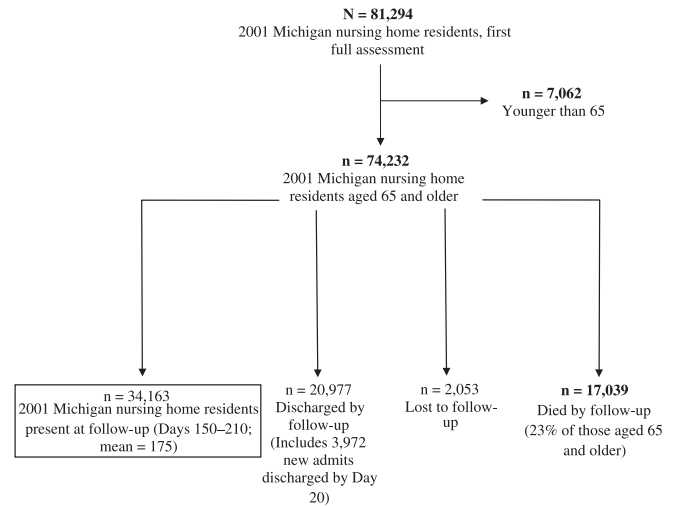 N = 81,294
2001 Michigan nursing home residents, first
full assessment
n = 7,062
Younger than 65
n = 74,232
2001 Michigan nursing home
residents aged 65 and older
n = 34,163
2001 Michigan nursing home residents
present at follow-up (Days 150–210;
mean = 175)
n = 20,977
Discharged by
follow-up
(Includes 3,972
new admits
discharged by Day
20)
n = 2,053
Lost to follow-
up
n = 17,039
Died by follow-up
(23% of those aged 65
and older)